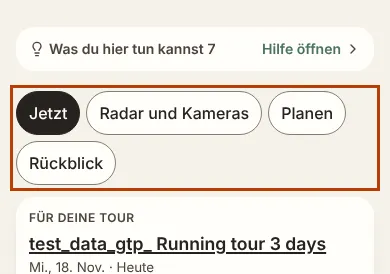 Was du hier tun kannst 7 Hilfe öffnen
Jetzt Radar und Kameras Planen
Rückblick
FÜR DEINE TOUR
test_data_gtp_ Running tour 3 days
Mi., 18. Nov. · Heute